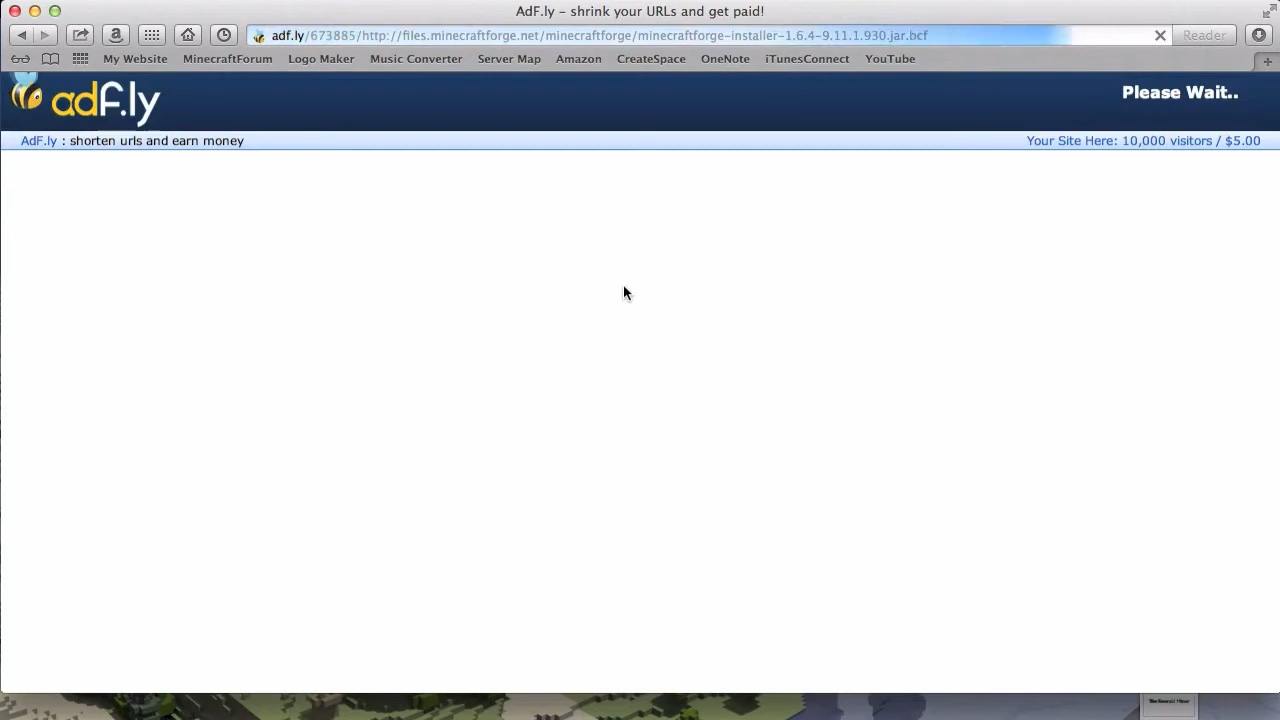 AdF.ly - shrink your URLs and get paid!
adf.ly/673885/http://files.minecraftforge.net/minecraftforge/minecraftforge-installer-1.6.4-9.11.1.930.jar.bcf
Reader
My Website MinecraftForum Logo Maker Music Converter Server Map Amazon CreateSpace OneNote iTunesConnect YouTube
adf.ly
Please Wait..
AdF.ly : shorten urls and earn money
Your Site Here: 10,000 visitors / $5.00